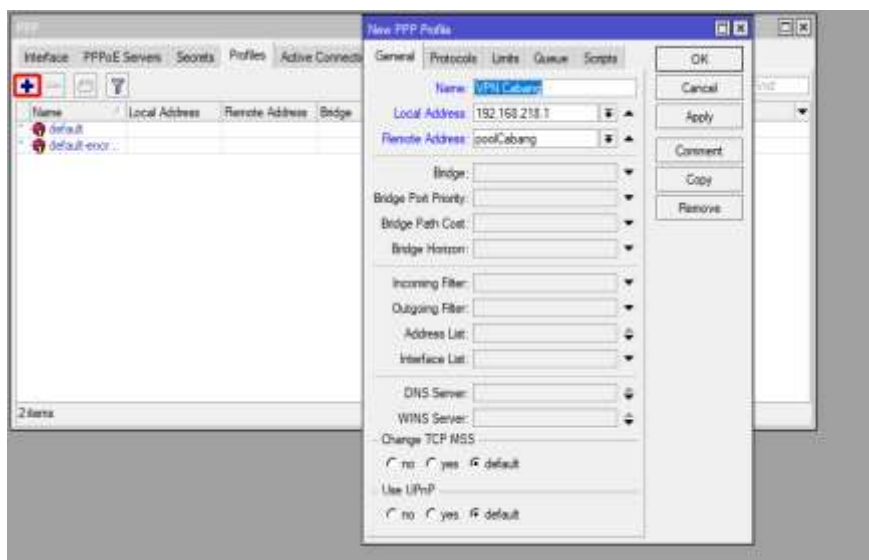 PPP
Interface PPPoE Servers Secrets Profiles Active Connecti
Find
Name Local Address Remote Address Bridge
default
default-encr...
2 items
New PPP Profile
General Protocols Limits Queue Scripts
Name: VPN Cabang
Local Address: 192.168.218.1
Remote Address: poolCabang
Bridge:
Bridge Port Priority:
Bridge Path Cost:
Bridge Horizon:
Incoming Filter:
Outgoing Filter:
Address List:
Interface List:
DNS Server:
WINS Server:
Change TCP MSS
no yes default
Use UPnP
no yes default
OK
Cancel
Apply
Comment
Copy
Remove